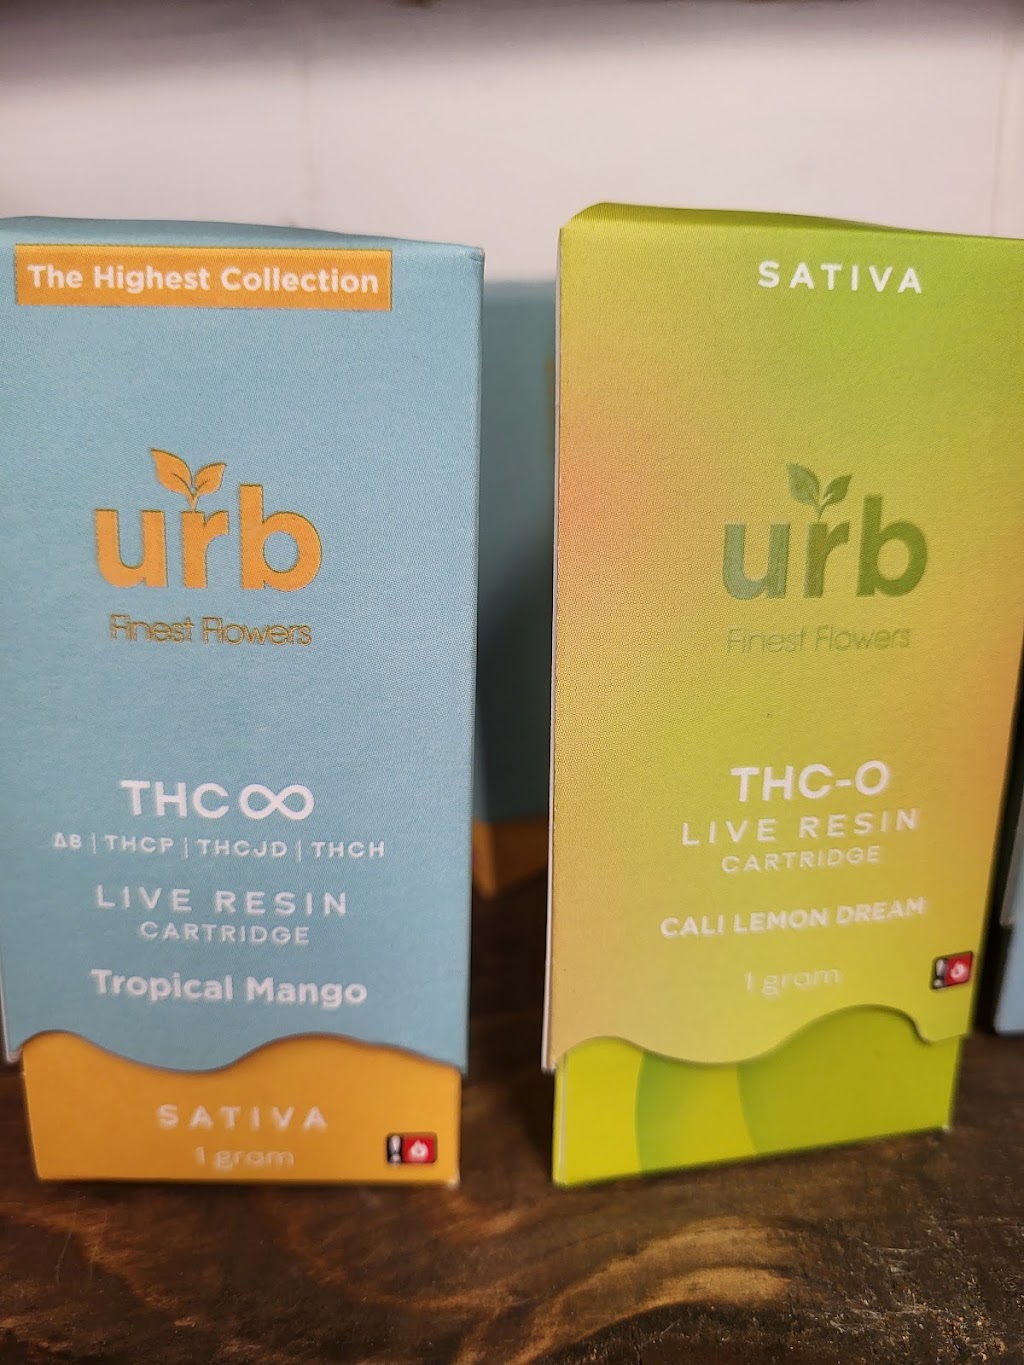 The Highest Collection
urb
Finest Flowers
THC∞
Δ8 | THCP | THCJD | THCH
LIVE RESIN
CARTRIDGE
Tropical Mango
SATIVA
1 gram
SATIVA
urb
Finest Flowers
THC-O
LIVE RESIN
CARTRIDGE
CALI LEMON DREAM
1 gram